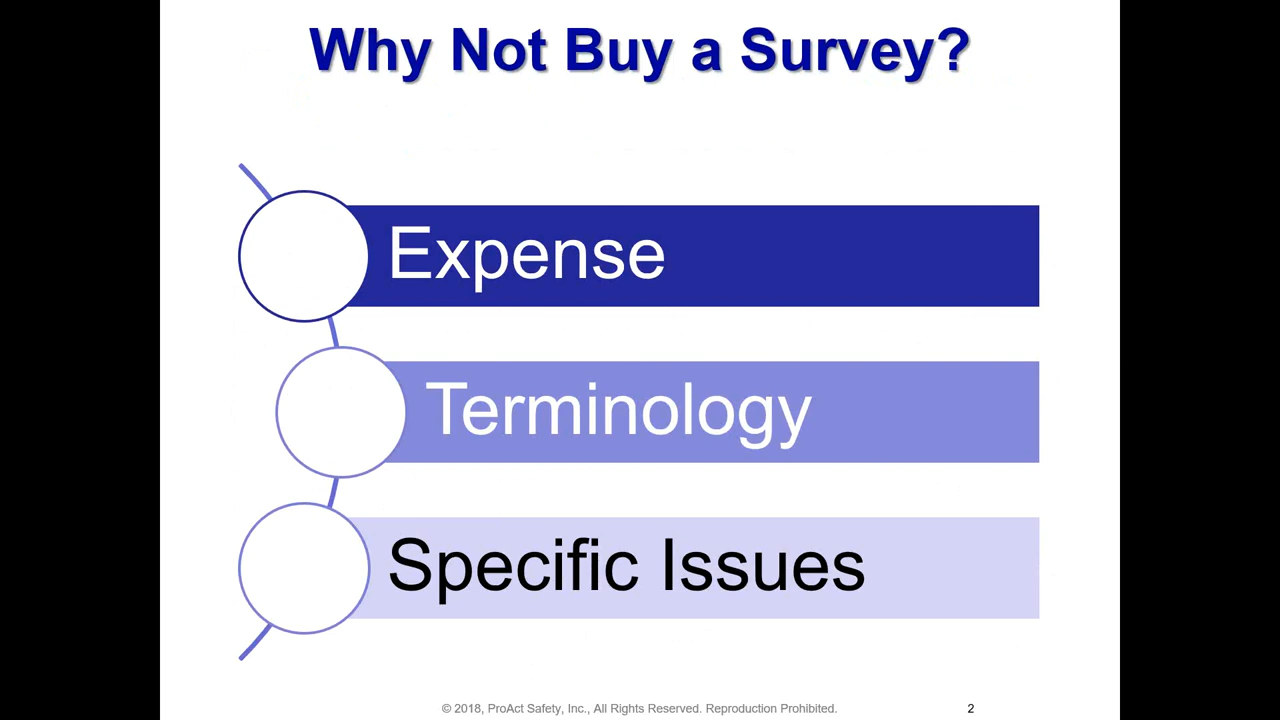 Why Not Buy a Survey?
Expense
Terminology
Specific Issues
© 2018, ProAct Safety, Inc., All Rights Reserved. Reproduction Prohibited.
2